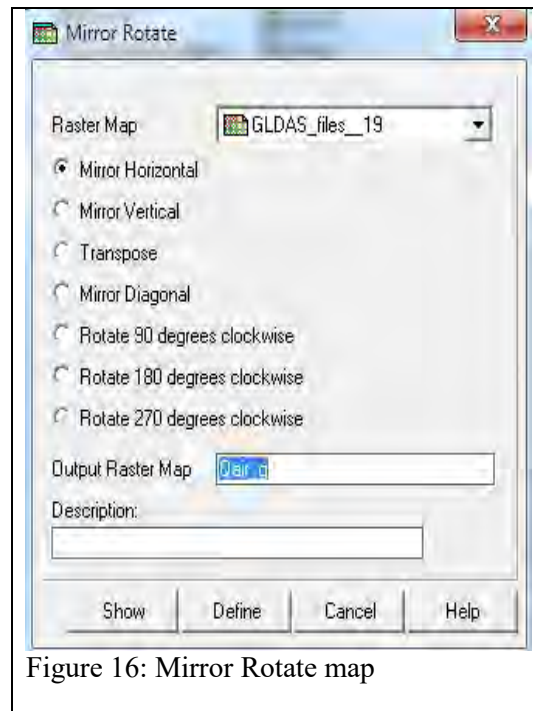 Mirror Rotate
Raster Map GLDAS_files__19
Mirror Horizontal
Mirror Vertical
Transpose
Mirror Diagonal
Rotate 90 degrees clockwise
Rotate 180 degrees clockwise
Rotate 270 degrees clockwise
Output Raster Map Qair_g
Description:
Show Define Cancel Help
Figure 16: Mirror Rotate map